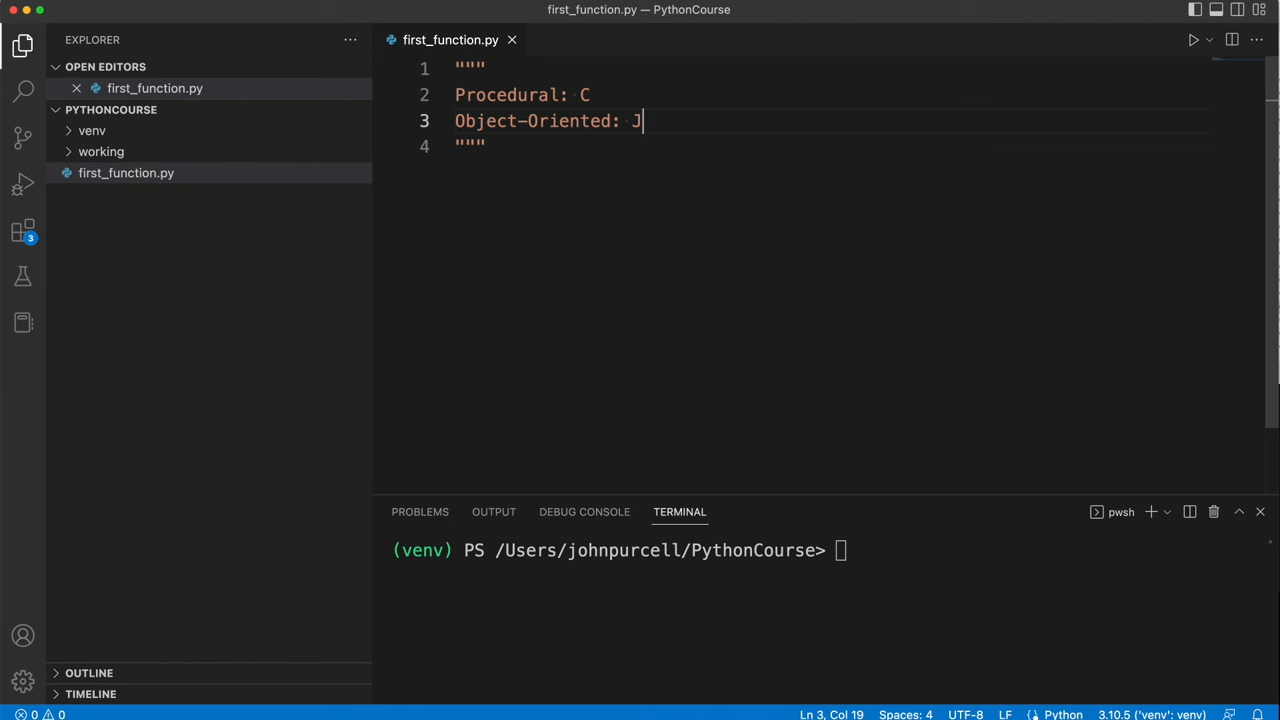 first_function.py — PythonCourse
EXPLORER
first_function.py
OPEN EDITORS
first_function.py
PYTHONCOURSE
venv
working
first_function.py
3
1 """
2 Procedural: C
3 Object-Oriented: J
4 """
PROBLEMS OUTPUT DEBUG CONSOLE TERMINAL
pwsh
(venv) PS /Users/johnpurcell/PythonCourse>
OUTLINE
TIMELINE
0 0 Ln 3, Col 19 Spaces: 4 UTF-8 LF Python 3.10.5 ('venv': venv)